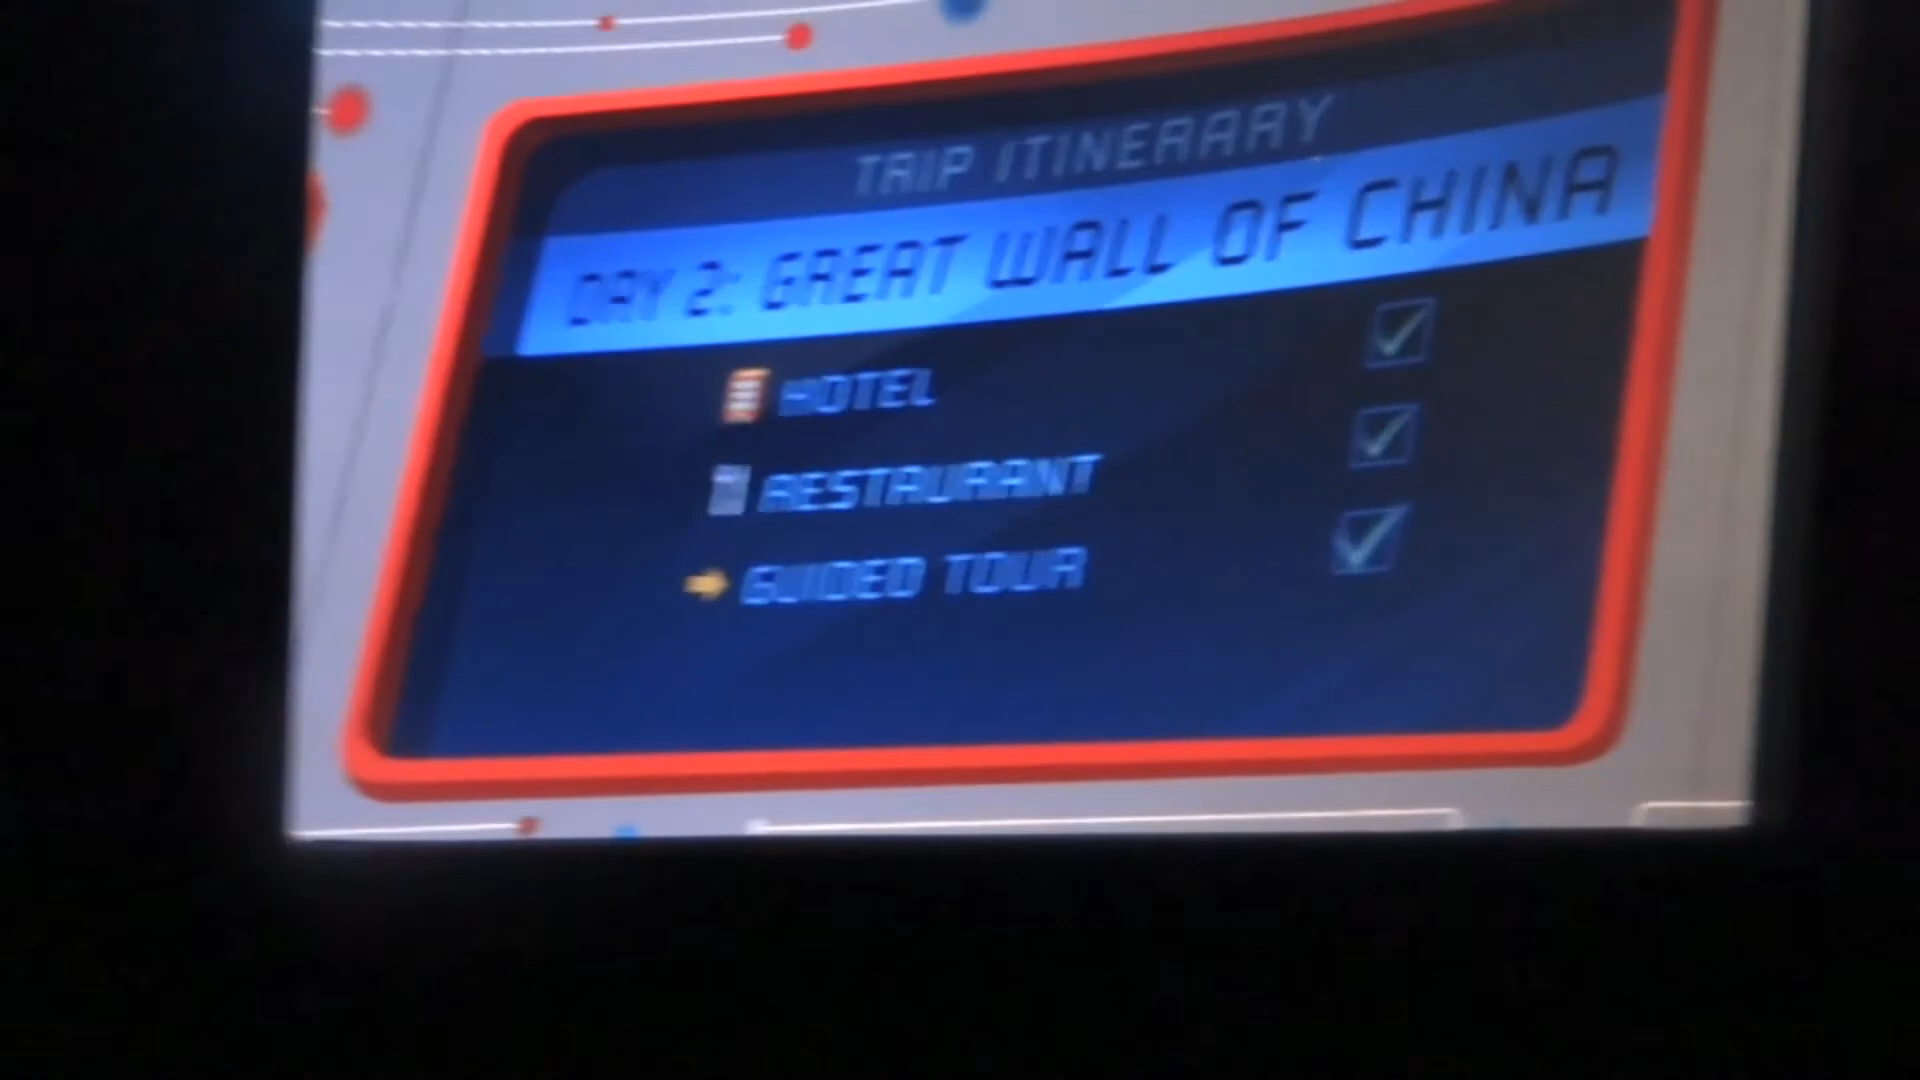 TRIP ITINERARY
DAY 2: GREAT WALL OF CHINA
HOTEL
RESTAURANT
GUIDED TOUR